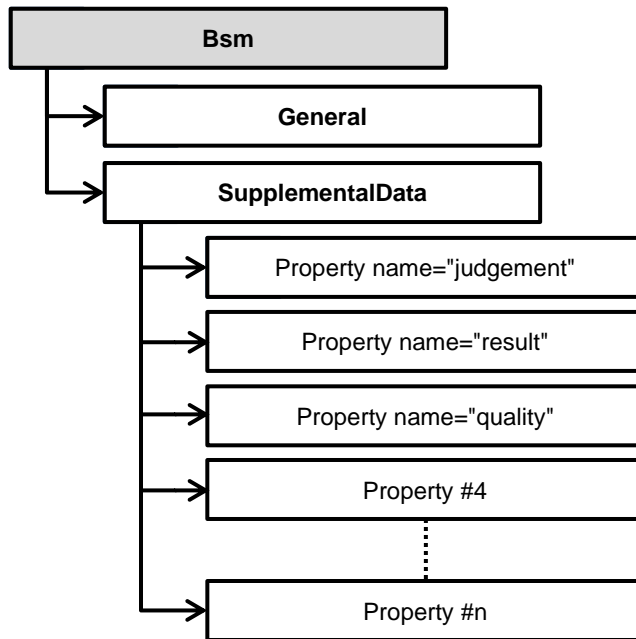 Bsm
General
SupplementalData
Property name="judgement"
Property name="result"
Property name="quality"
Property #4
Property #n